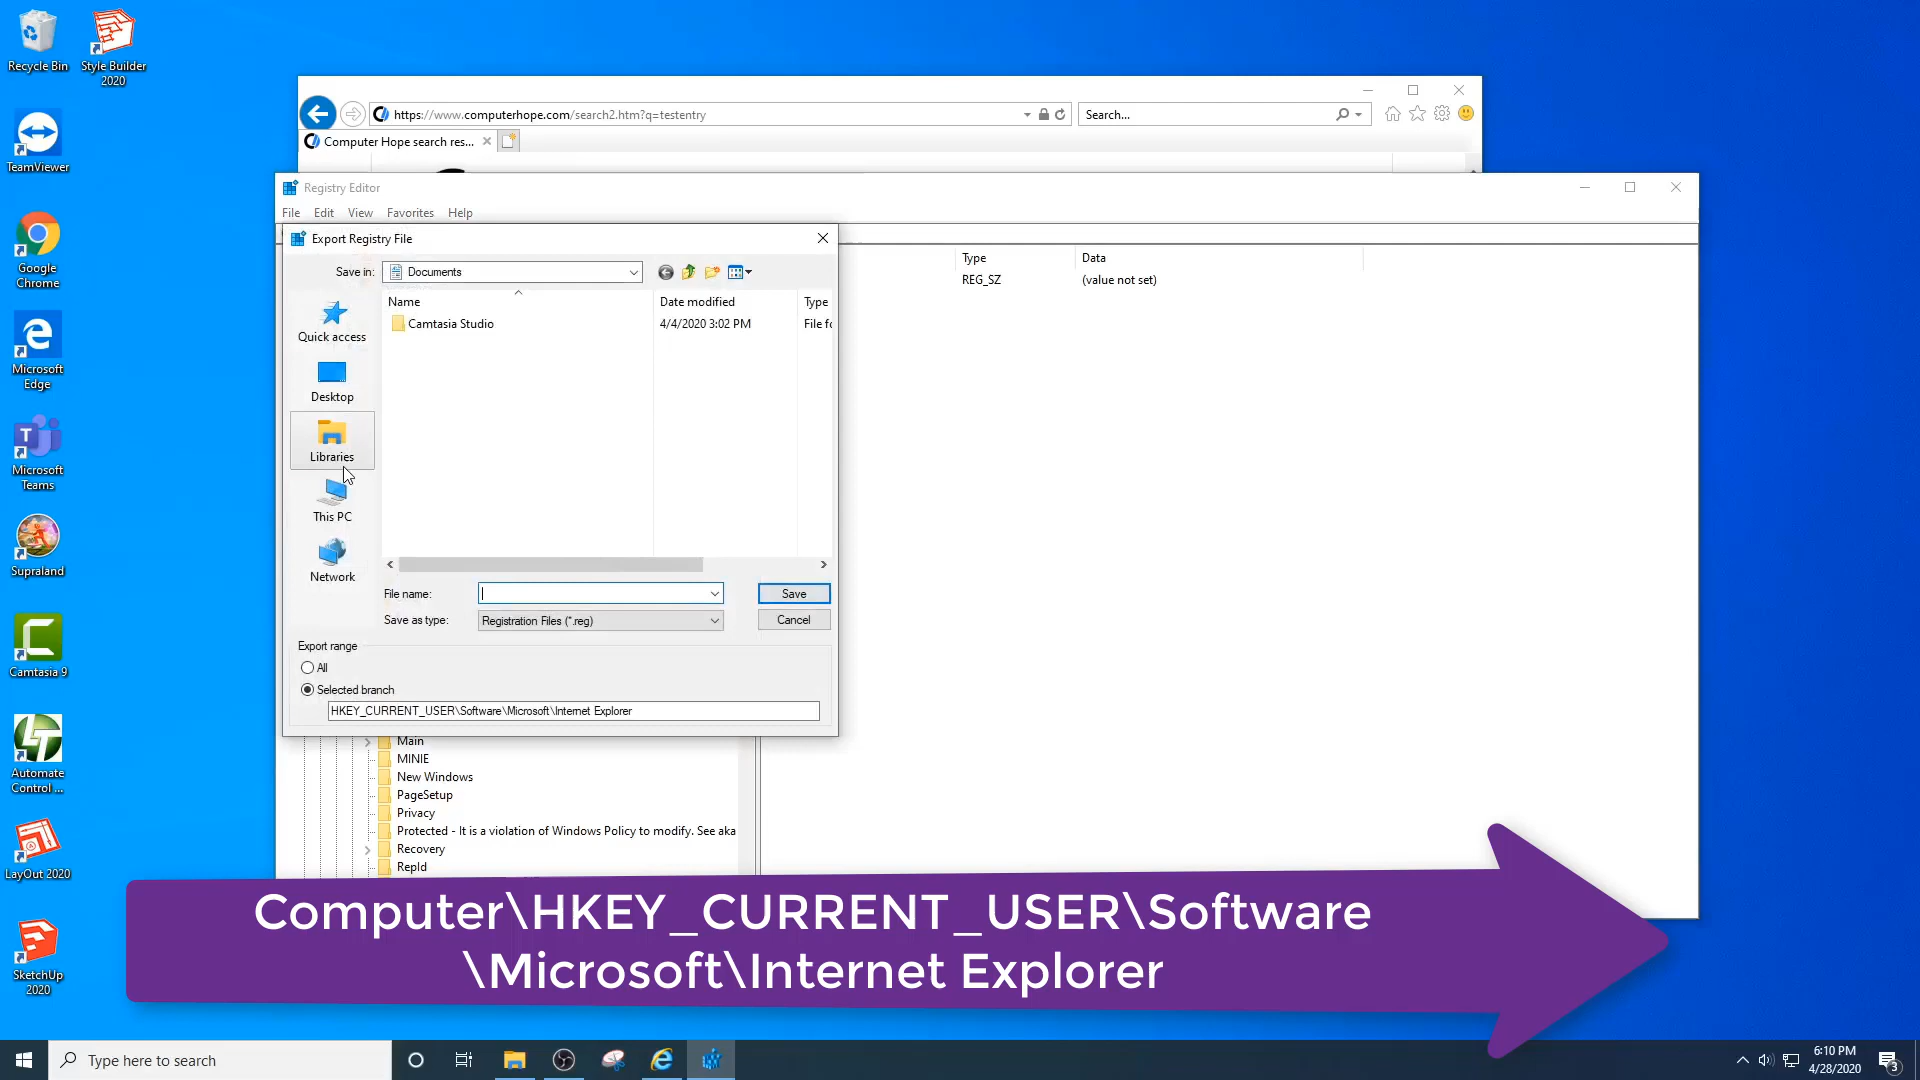 Recycle Bin
Style Builder
2020
TeamViewer
Google
Chrome
Microsoft
Edge
Microsoft
Teams
Supraland
Camtasia 9
Automate
Control ...
LayOut 2020
SketchUp
2020
https://www.computerhope.com/search2.htm?q=testentry
Search...
Computer Hope search res...
Registry Editor
File Edit View Favorites Help
Type Data
REG_SZ (value not set)
Export Registry File
Save in: Documents
Name Date modified Type
Camtasia Studio 4/4/2020 3:02 PM File fo
Quick access
Desktop
Libraries
This PC
Network
File name:
Save
Save as type: Registration Files (*.reg)
Cancel
Export range
All
Selected branch
HKEY_CURRENT_USER\Software\Microsoft\Internet Explorer
Main
MINIE
New Windows
PageSetup
Privacy
Protected - It is a violation of Windows Policy to modify. See aka
Recovery
RepId
Computer\HKEY_CURRENT_USER\Software
\Microsoft\Internet Explorer
Type here to search
6:10 PM
4/28/2020
3